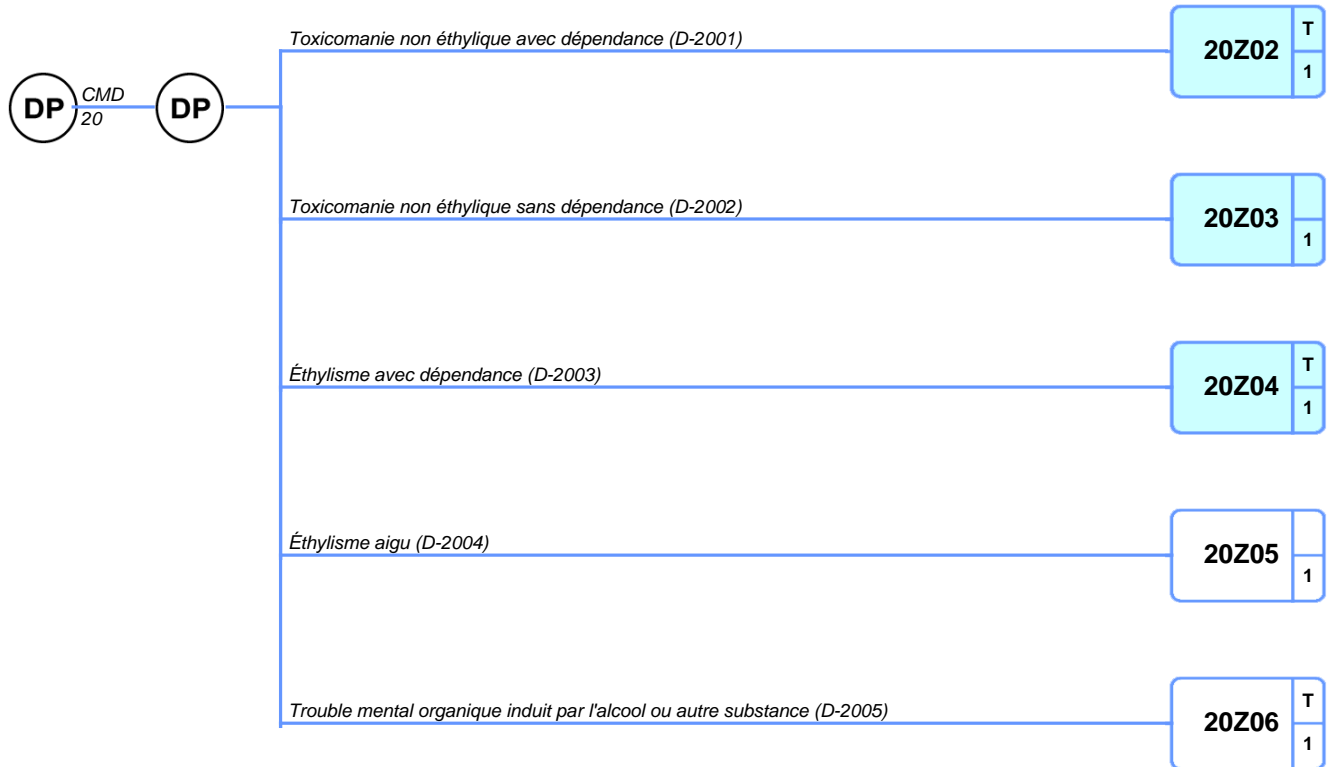 Toxicomanie non éthylique avec dépendance (D-2001)
20Z02
T
1
DP
CMD
20
DP
Toxicomanie non éthylique sans dépendance (D-2002)
20Z03
1
Éthylisme avec dépendance (D-2003)
20Z04
T
1
Éthylisme aigu (D-2004)
20Z05
1
Trouble mental organique induit par l'alcool ou autre substance (D-2005)
20Z06
T
1